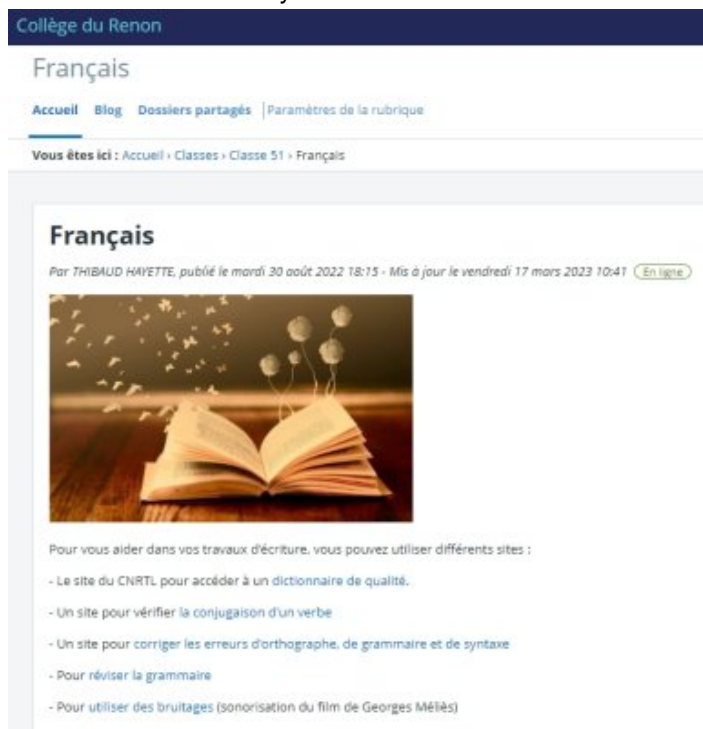 Collège du Renon
Français
Accueil Blog Dossiers partagés | Paramètres de la rubrique
Vous êtes ici : Accueil › Classes › Classe 51 › Français
Français
Par THIBAUD HAYETTE, publié le mardi 30 août 2022 18:15 - Mis à jour le vendredi 17 mars 2023 10:41 En ligne
Pour vous aider dans vos travaux d'écriture, vous pouvez utiliser différents sites :
- Le site du CNRTL pour accéder à un dictionnaire de qualité.
- Un site pour vérifier la conjugaison d'un verbe
- Un site pour corriger les erreurs d'orthographe, de grammaire et de syntaxe
- Pour réviser la grammaire
- Pour utiliser des bruitages (sonorisation du film de Georges Méliès)